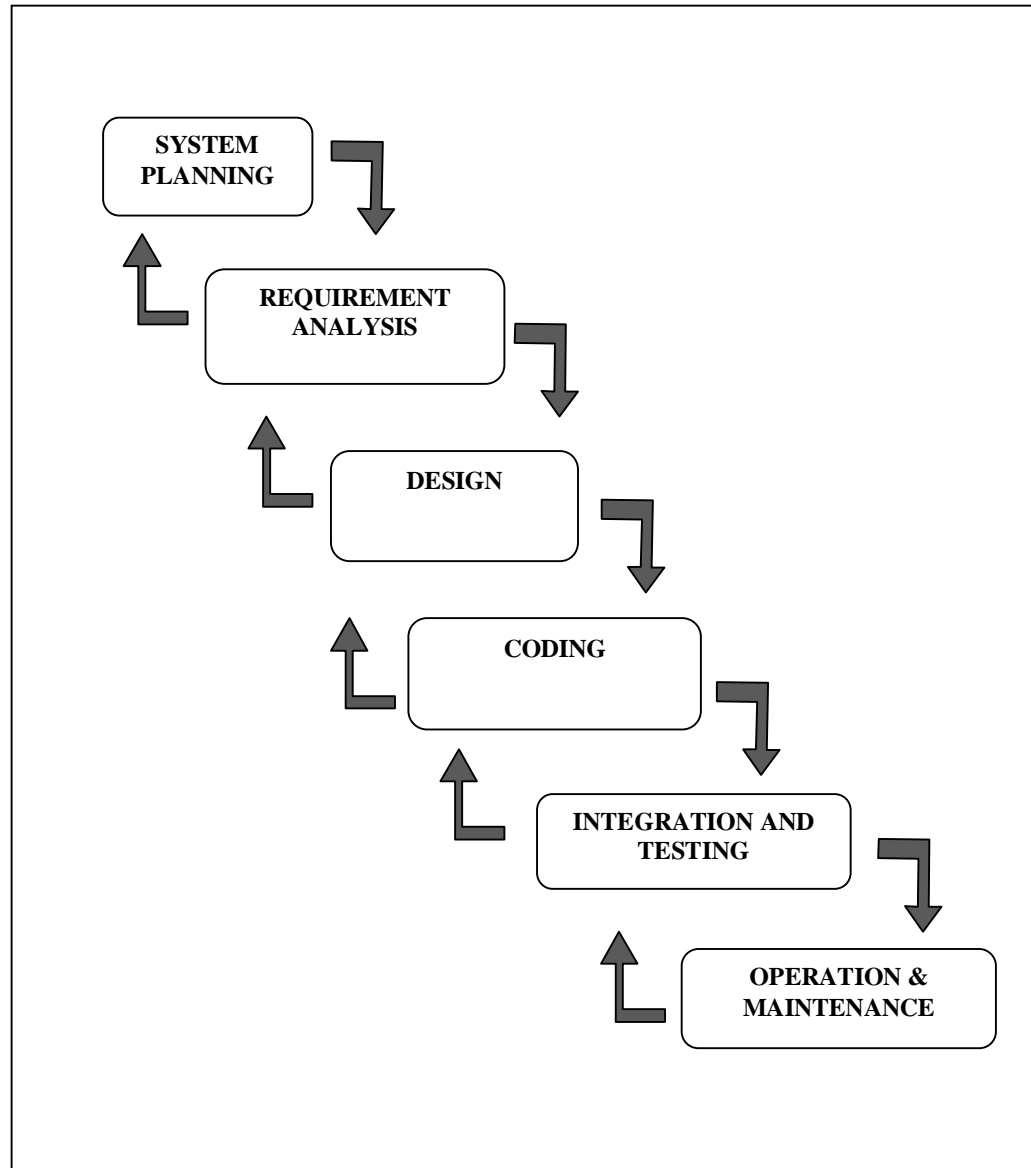 SYSTEM
PLANNING
REQUIREMENT
ANALYSIS
DESIGN
CODING
INTEGRATION AND
TESTING
OPERATION &
MAINTENANCE